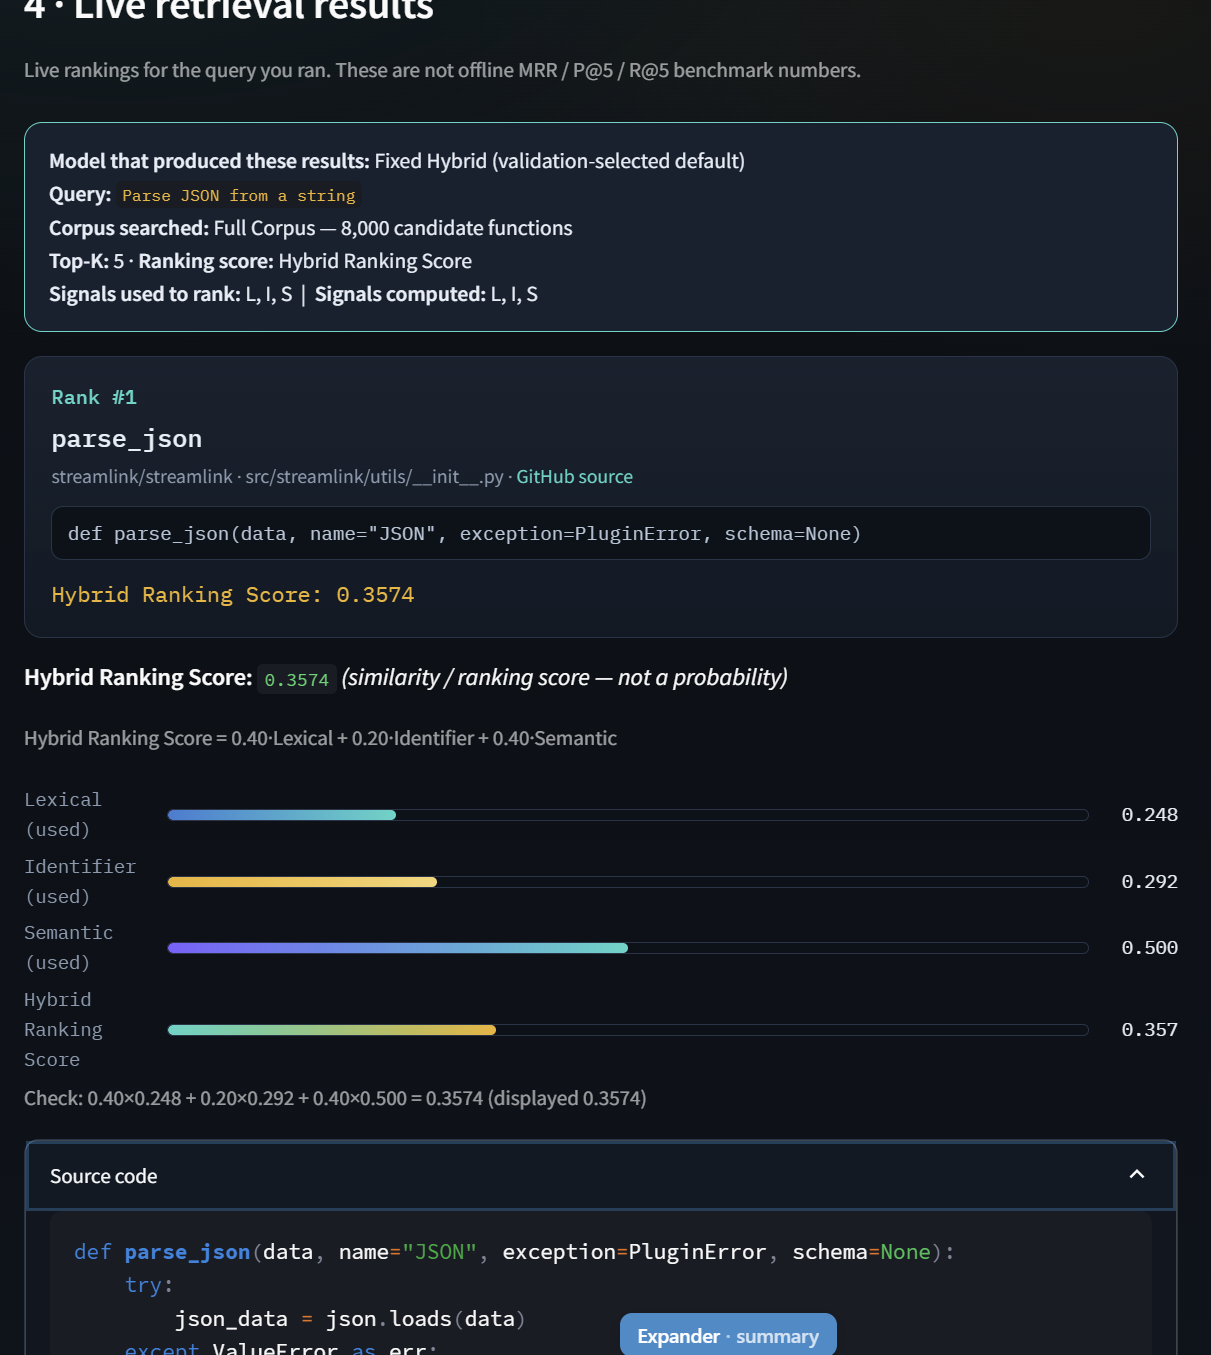 4 · Live retrieval results
Live rankings for the query you ran. These are not offline MRR / P@5 / R@5 benchmark numbers.
Model that produced these results: Fixed Hybrid (validation-selected default)
Query: Parse JSON from a string
Corpus searched: Full Corpus — 8,000 candidate functions
Top-K: 5 · Ranking score: Hybrid Ranking Score
Signals used to rank: L, I, S | Signals computed: L, I, S
Rank #1
parse_json
streamlink/streamlink · src/streamlink/utils/__init__.py · GitHub source
def parse_json(data, name="JSON", exception=PluginError, schema=None)
Hybrid Ranking Score: 0.3574
Hybrid Ranking Score: 0.3574 (similarity / ranking score — not a probability)
Hybrid Ranking Score = 0.40·Lexical + 0.20·Identifier + 0.40·Semantic
Lexical
(used)
0.248
Identifier
(used)
0.292
Semantic
(used)
0.500
Hybrid
Ranking
Score
0.357
Check: 0.40×0.248 + 0.20×0.292 + 0.40×0.500 = 0.3574 (displayed 0.3574)
Source code
def parse_json(data, name="JSON", exception=PluginError, schema=None):
try:
json_data = json.loads(data)
except ValueError as err:
Expander · summary